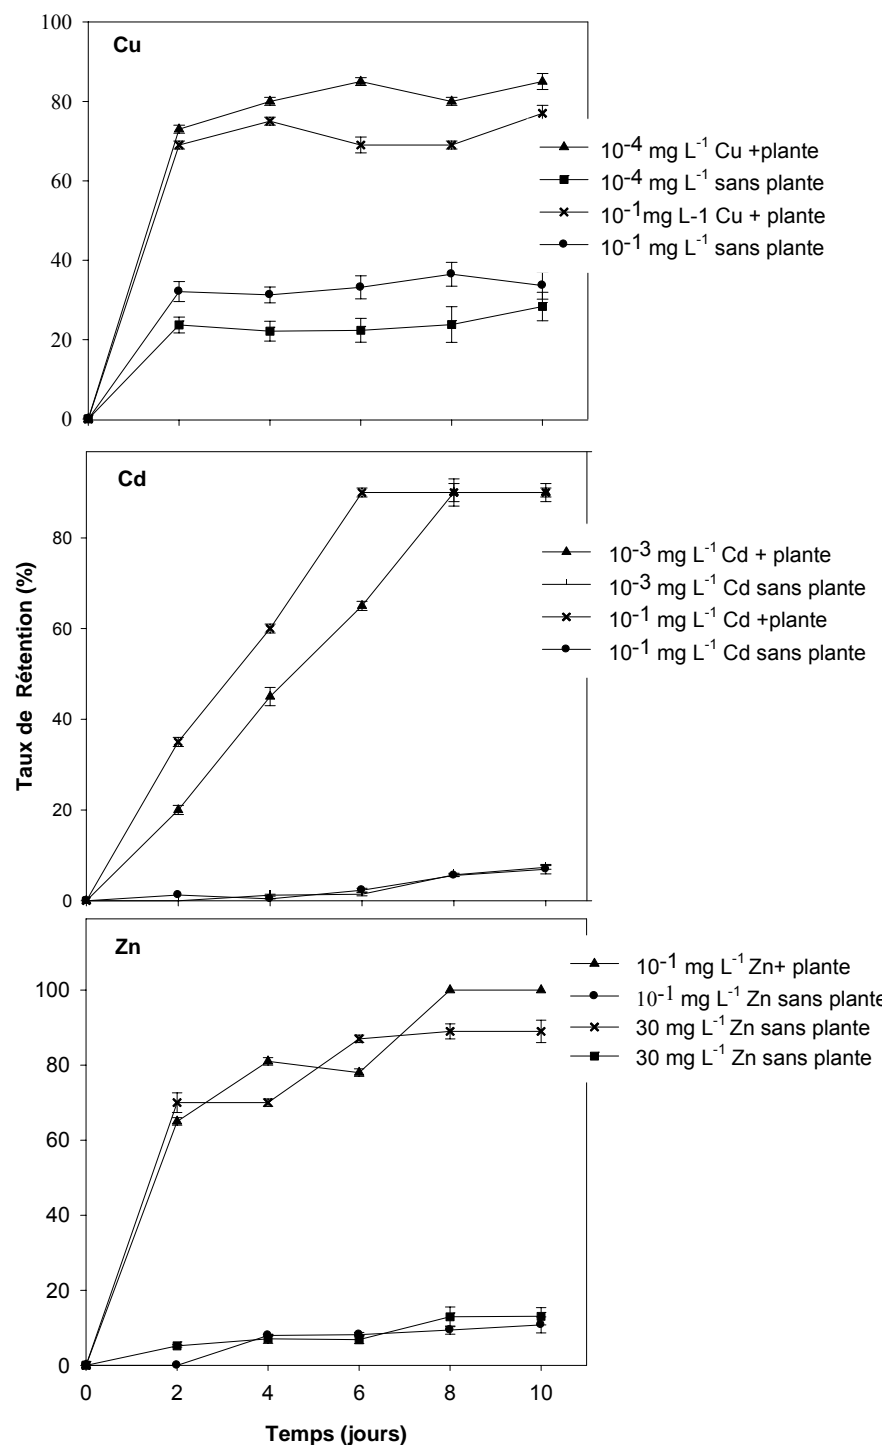 100
Cu
80
60
40
20
0
10-4 mg L-1 Cu +plante
10-4 mg L-1 sans plante
10-1mg L-1 Cu + plante
10-1 mg L-1 sans plante
Cd
80
60
40
20
0
10-3 mg L-1 Cd + plante
10-3 mg L-1 Cd sans plante
10-1 mg L-1 Cd +plante
10-1 mg L-1 Cd sans plante
Taux de Rétention (%)
Zn
100
80
60
40
20
0
10-1 mg L-1 Zn+ plante
10-1 mg L-1 Zn sans plante
30 mg L-1 Zn sans plante
30 mg L-1 Zn sans plante
0 2 4 6 8 10
Temps (jours)